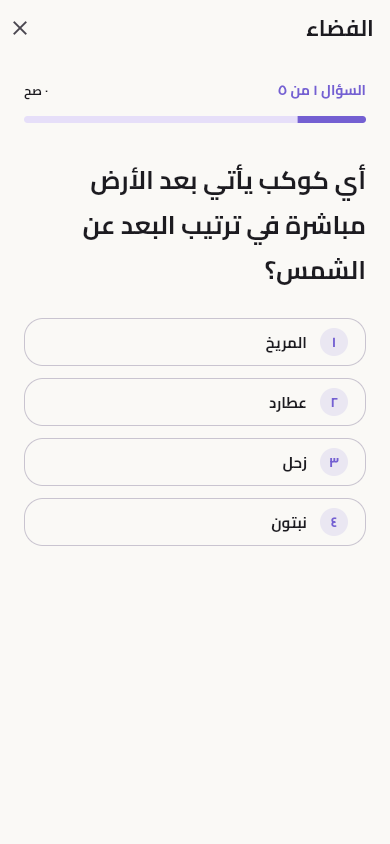 الفضاء
السؤال ١ من ٥
٠ صح
أي كوكب يأتي بعد الأرض
مباشرة في ترتيب البعد عن
الشمس؟
١ المريخ
٢ عطارد
٣ زحل
٤ نبتون